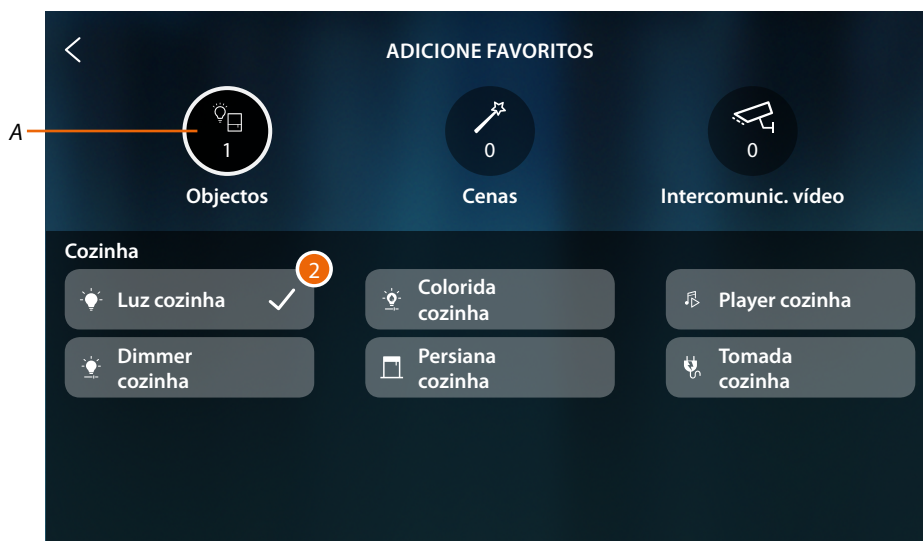 ADICIONE FAVORITOS
A
1
0
0
Objectos
Cenas
Intercomunic. vídeo
Cozinha
2
Luz cozinha
Colorida
cozinha
Player cozinha
Dimmer
cozinha
Persiana
cozinha
Tomada
cozinha